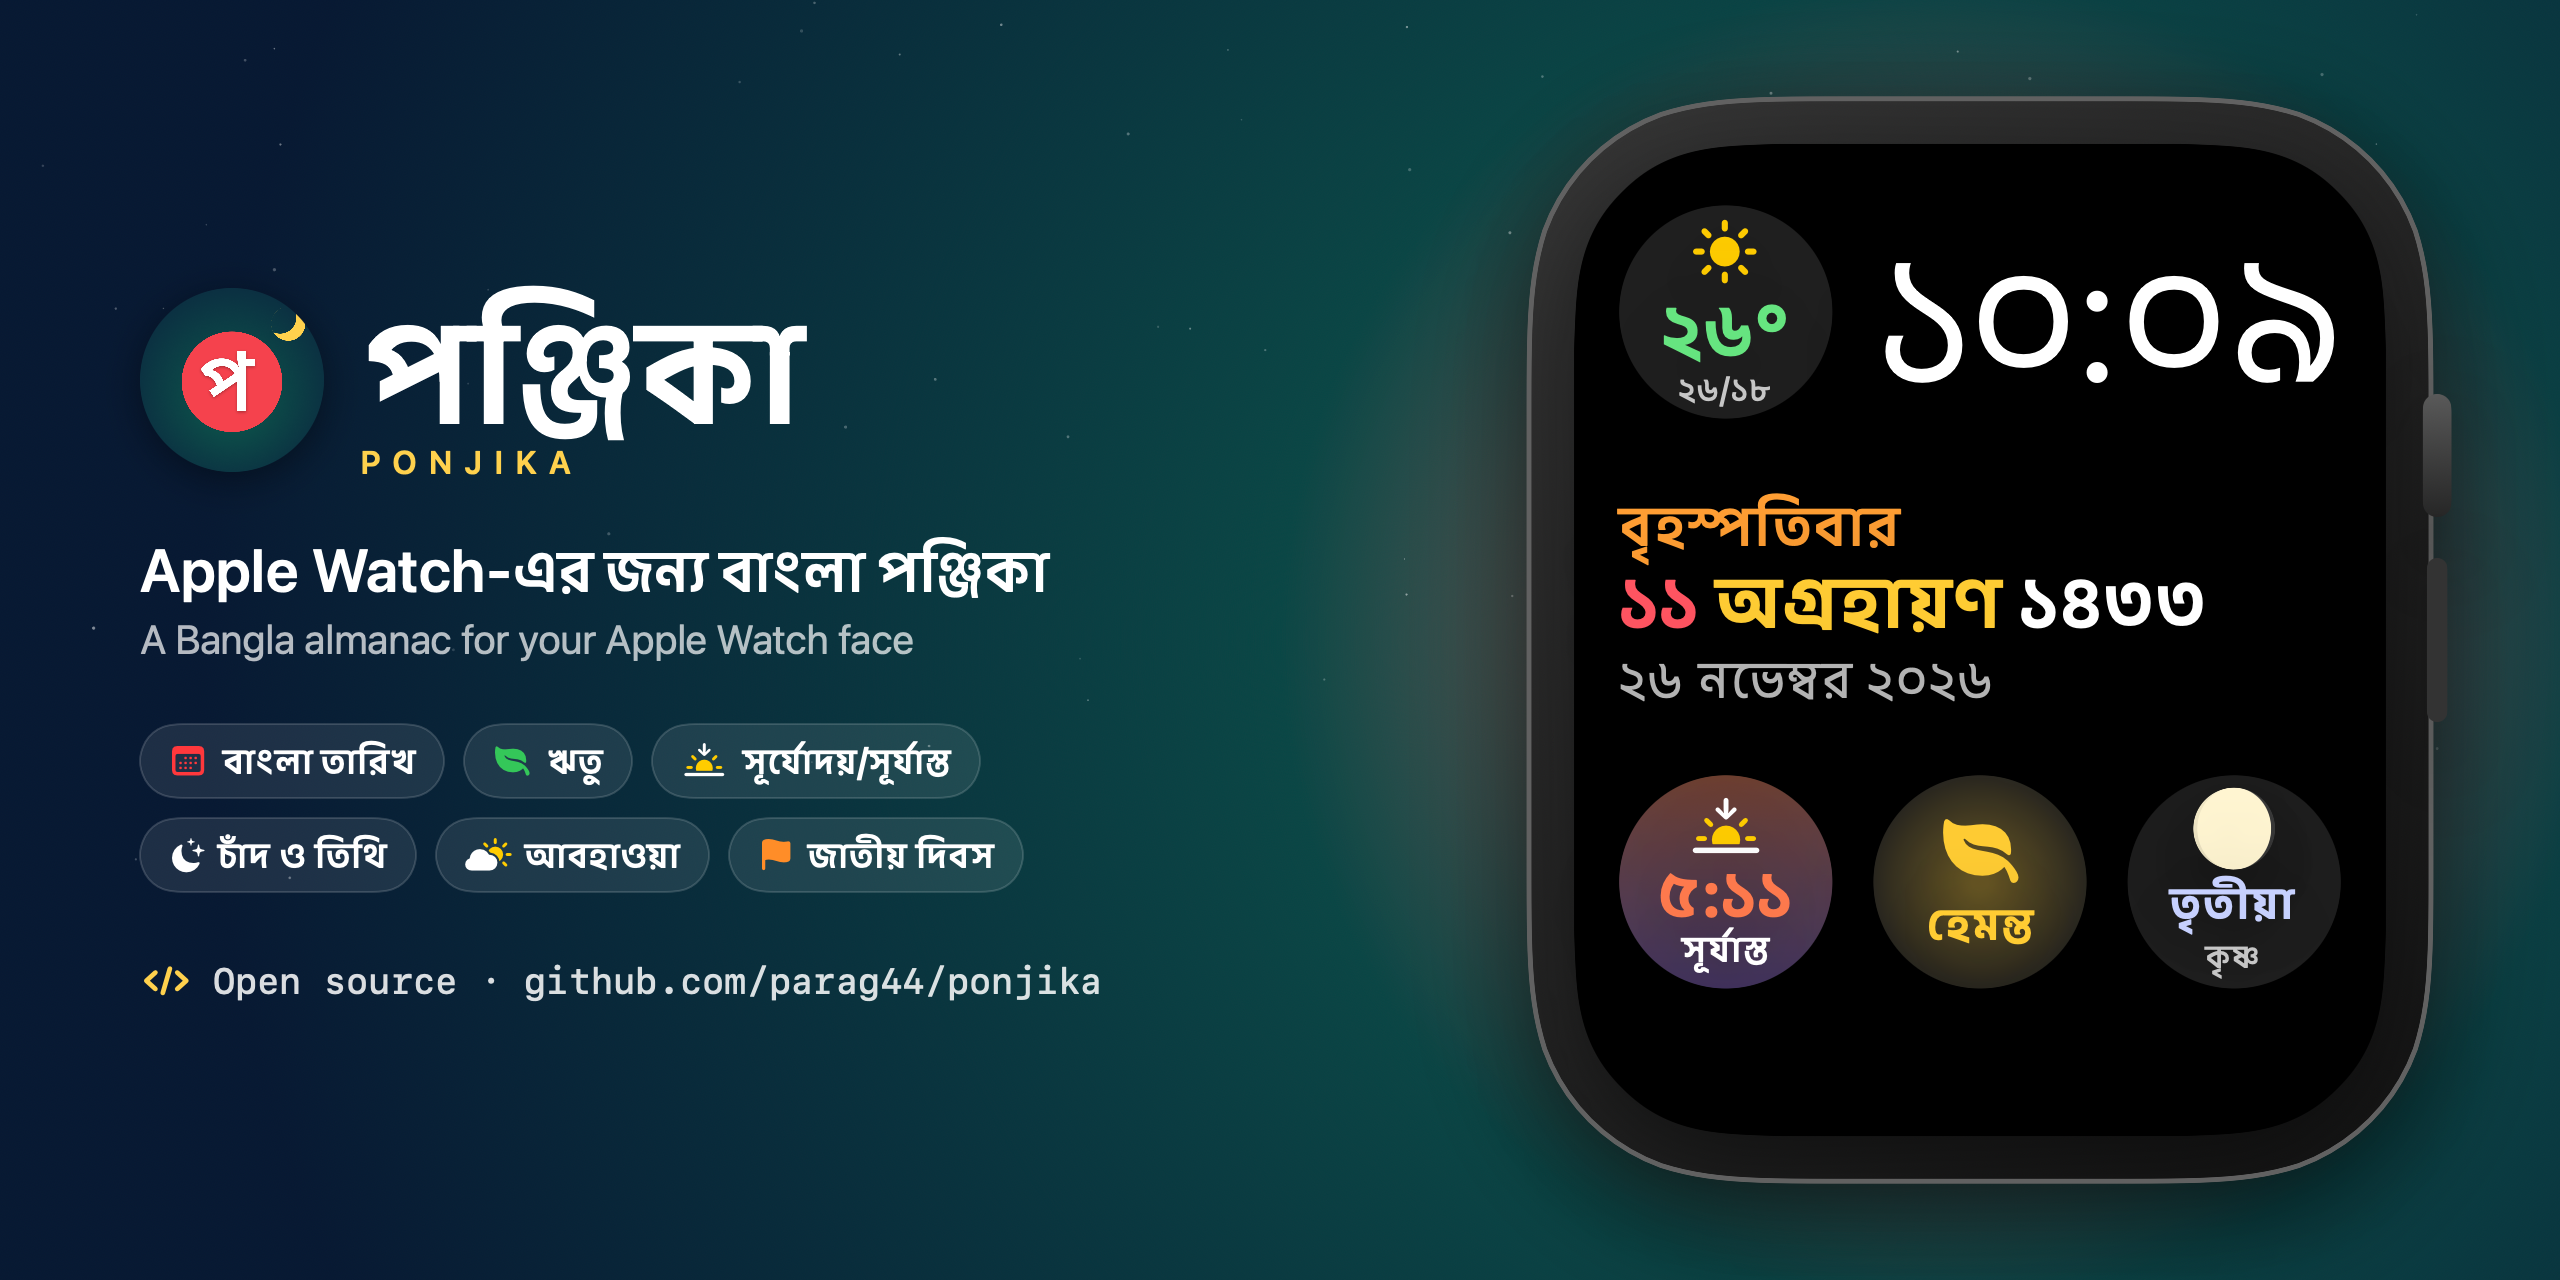 প
পঞ্জিকা
PONJIKA
Apple Watch-এর জন্য বাংলা পঞ্জিকা
A Bangla almanac for your Apple Watch face
বাংলা তারিখ
ঋতু
সূর্যোদয়/সূর্যাস্ত
চাঁদ ও তিথি
আবহাওয়া
জাতীয় দিবস
</> Open source · github.com/parag44/ponjika
২৬°
২৬/১৮
১০:০৯
বৃহস্পতিবার
১১ অগ্রহায়ণ ১৪৩৩
২৬ নভেম্বর ২০২৬
৫:১১
সূর্যাস্ত
হেমন্ত
তৃতীয়া
কৃষ্ণ